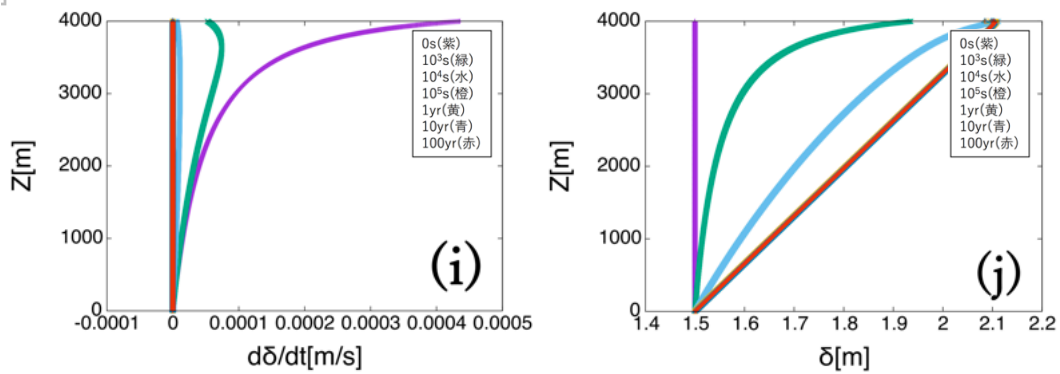 4000
3000
2000
1000
0
Z[m]
0s(紫)
10³s(緑)
10⁴s(水)
10⁵s(橙)
1yr(黄)
10yr(青)
100yr(赤)
(i)
-0.0001 0 0.0001 0.0002 0.0003 0.0004 0.0005
dδ/dt[m/s]
4000
3000
2000
1000
0
Z[m]
0s(紫)
10³s(緑)
10⁴s(水)
10⁵s(橙)
1yr(黄)
10yr(青)
100yr(赤)
(j)
1.4 1.5 1.6 1.7 1.8 1.9 2 2.1 2.2
δ[m]